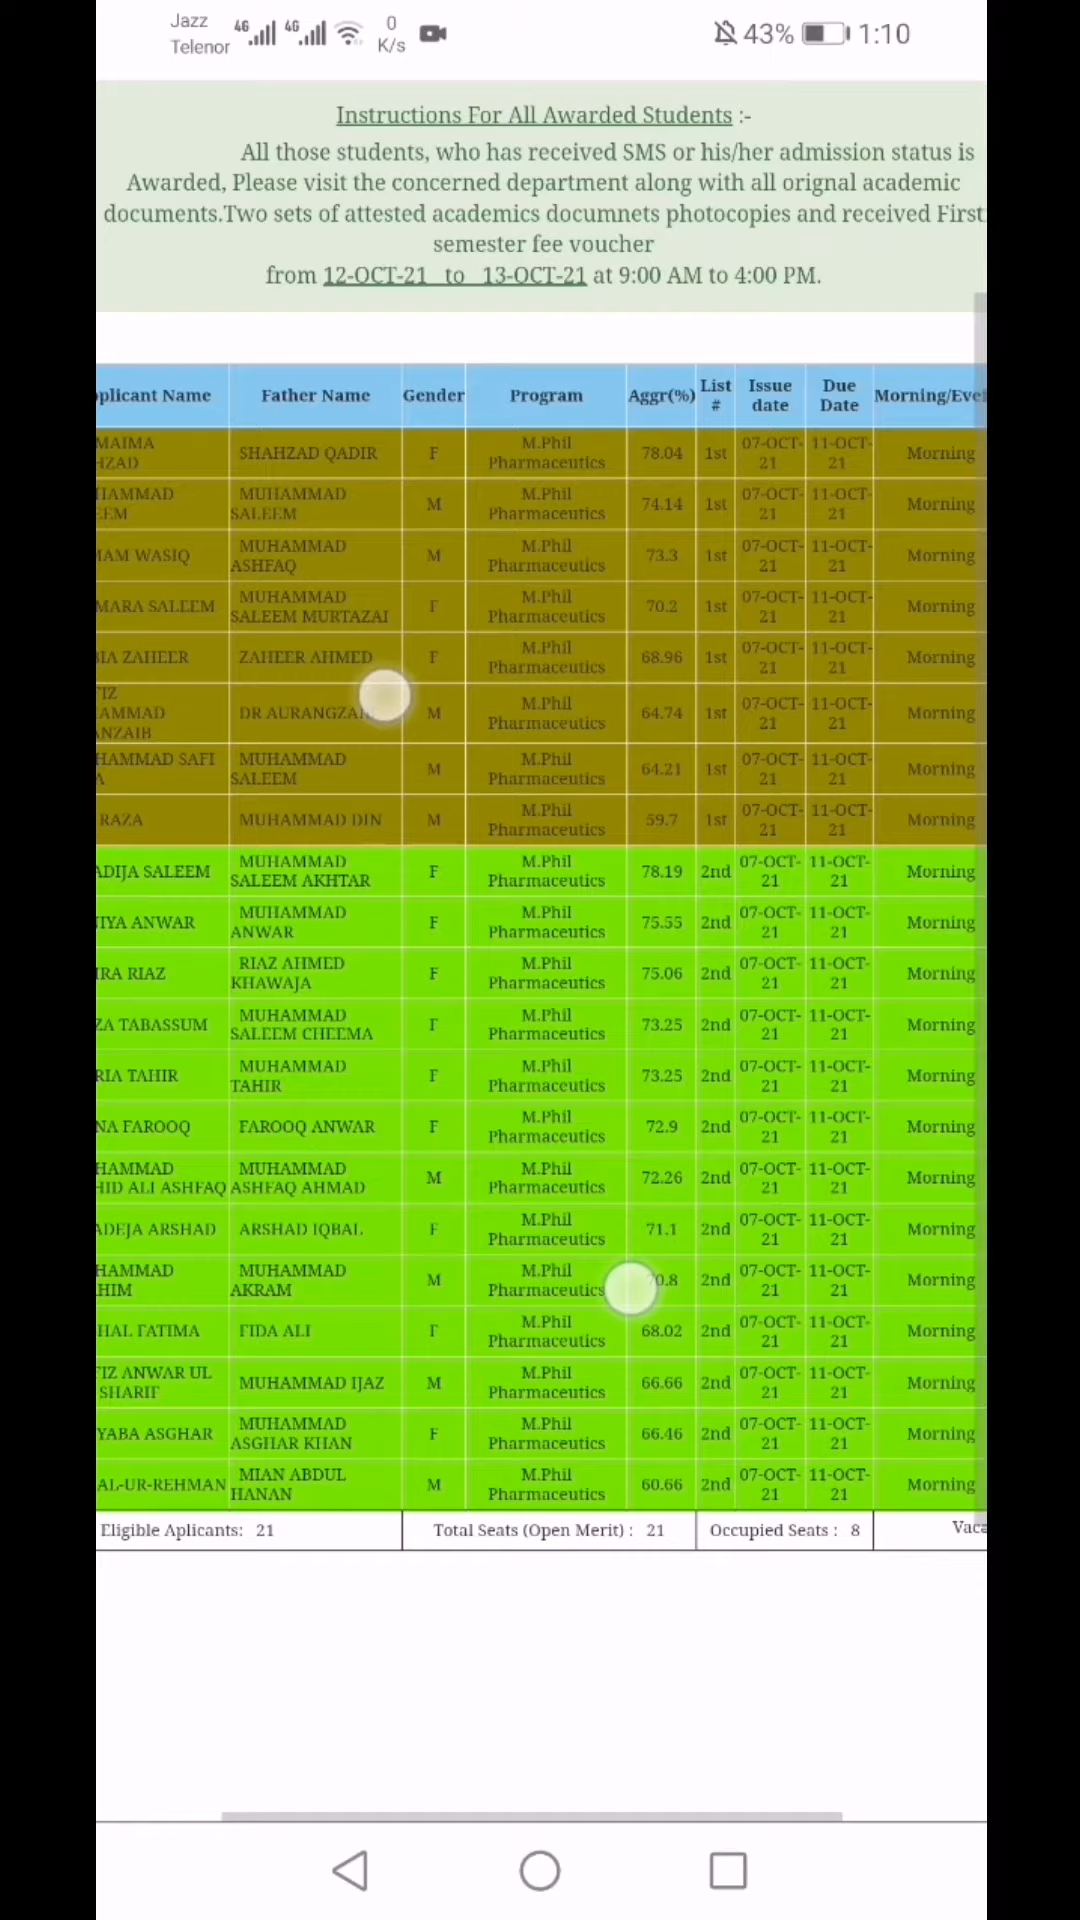 Jazz
Telenor
4G 4G 0 K/s 43% 1:10
Instructions For All Awarded Students :-
All those students, who has received SMS or his/her admission status is
Awarded, Please visit the concerned department along with all orignal academic
documents.Two sets of attested academics documnets photocopies and received First
semester fee voucher
from 12-OCT-21 to 13-OCT-21 at 9:00 AM to 4:00 PM.
plicant Name Father Name Gender Program Aggr(%) List # Issue date Due Date Morning/Eve
MAIMA HZAD SHAHZAD QADIR F M.Phil Pharmaceutics 78.04 1st 07-OCT-21 11-OCT-21 Morning
HAMMAD EEM MUHAMMAD SALEEM M M.Phil Pharmaceutics 74.14 1st 07-OCT-21 11-OCT-21 Morning
AM WASIQ MUHAMMAD ASHFAQ M M.Phil Pharmaceutics 73.3 1st 07-OCT-21 11-OCT-21 Morning
MARA SALEEM MUHAMMAD SALEEM MURTAZAI F M.Phil Pharmaceutics 70.2 1st 07-OCT-21 11-OCT-21 Morning
IA ZAHEER ZAHEER AHMED F M.Phil Pharmaceutics 68.96 1st 07-OCT-21 11-OCT-21 Morning
IZ AMMAD NZAIB DR AURANGZA M M.Phil Pharmaceutics 64.74 1st 07-OCT-21 11-OCT-21 Morning
HAMMAD SAFI A MUHAMMAD SALEEM M M.Phil Pharmaceutics 64.21 1st 07-OCT-21 11-OCT-21 Morning
RAZA MUHAMMAD DIN M M.Phil Pharmaceutics 59.7 1st 07-OCT-21 11-OCT-21 Morning
ADIJA SALEEM MUHAMMAD SALEEM AKHTAR F M.Phil Pharmaceutics 78.19 2nd 07-OCT-21 11-OCT-21 Morning
IYA ANWAR MUHAMMAD ANWAR F M.Phil Pharmaceutics 75.55 2nd 07-OCT-21 11-OCT-21 Morning
IRA RIAZ RIAZ AHMED KHAWAJA F M.Phil Pharmaceutics 75.06 2nd 07-OCT-21 11-OCT-21 Morning
ZA TABASSUM MUHAMMAD SALEEM CHEEMA F M.Phil Pharmaceutics 73.25 2nd 07-OCT-21 11-OCT-21 Morning
RIA TAHIR MUHAMMAD TAHIR F M.Phil Pharmaceutics 73.25 2nd 07-OCT-21 11-OCT-21 Morning
NA FAROOQ FAROOQ ANWAR F M.Phil Pharmaceutics 72.9 2nd 07-OCT-21 11-OCT-21 Morning
HAMMAD HID ALI ASHFAQ MUHAMMAD ASHFAQ AHMAD M M.Phil Pharmaceutics 72.26 2nd 07-OCT-21 11-OCT-21 Morning
ADEJA ARSHAD ARSHAD IQBAL F M.Phil Pharmaceutics 71.1 2nd 07-OCT-21 11-OCT-21 Morning
HAMMAD HIM MUHAMMAD AKRAM M M.Phil Pharmaceutics 70.8 2nd 07-OCT-21 11-OCT-21 Morning
HAL FATIMA FIDA ALI F M.Phil Pharmaceutics 68.02 2nd 07-OCT-21 11-OCT-21 Morning
IZ ANWAR UL SHARIF MUHAMMAD IJAZ M M.Phil Pharmaceutics 66.66 2nd 07-OCT-21 11-OCT-21 Morning
YABA ASGHAR MUHAMMAD ASGHAR KHAN F M.Phil Pharmaceutics 66.46 2nd 07-OCT-21 11-OCT-21 Morning
AL-UR-REHMAN MIAN ABDUL HANAN M M.Phil Pharmaceutics 60.66 2nd 07-OCT-21 11-OCT-21 Morning
Eligible Aplicants: 21 Total Seats (Open Merit) : 21 Occupied Seats : 8 Vaca